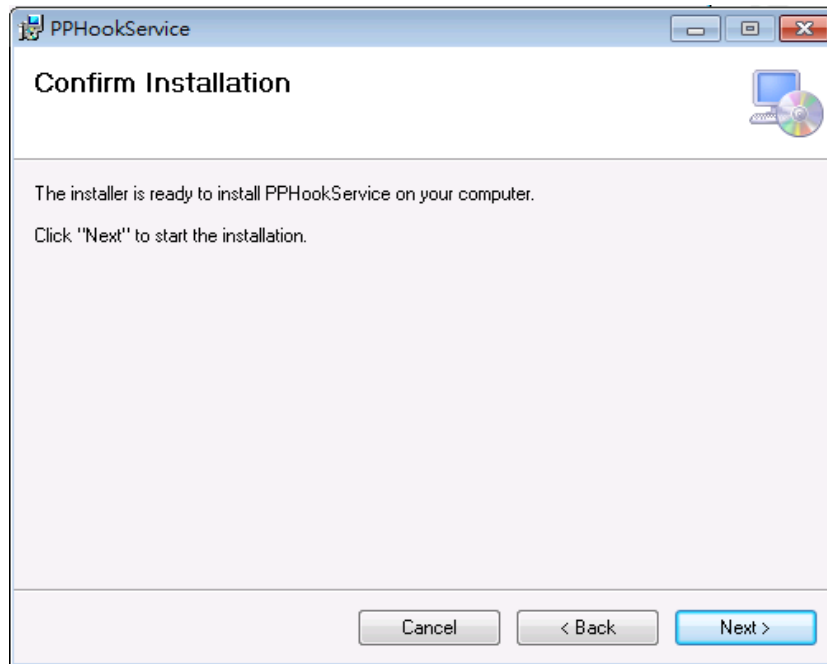 PPHookService
Confirm Installation
The installer is ready to install PPHookService on your computer.
Click "Next" to start the installation.
Cancel
< Back
Next >